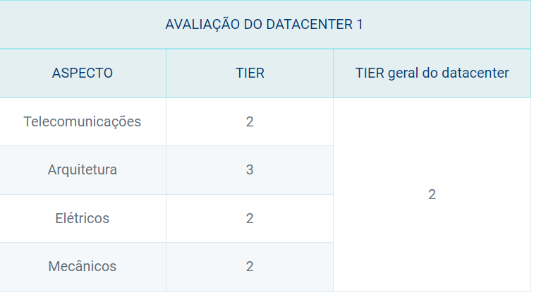 AVALIAÇÃO DO DATACENTER 1
ASPECTO TIER TIER geral do datacenter
Telecomunicações 2
Arquitetura 3
2
Elétricos 2
Mecânicos 2